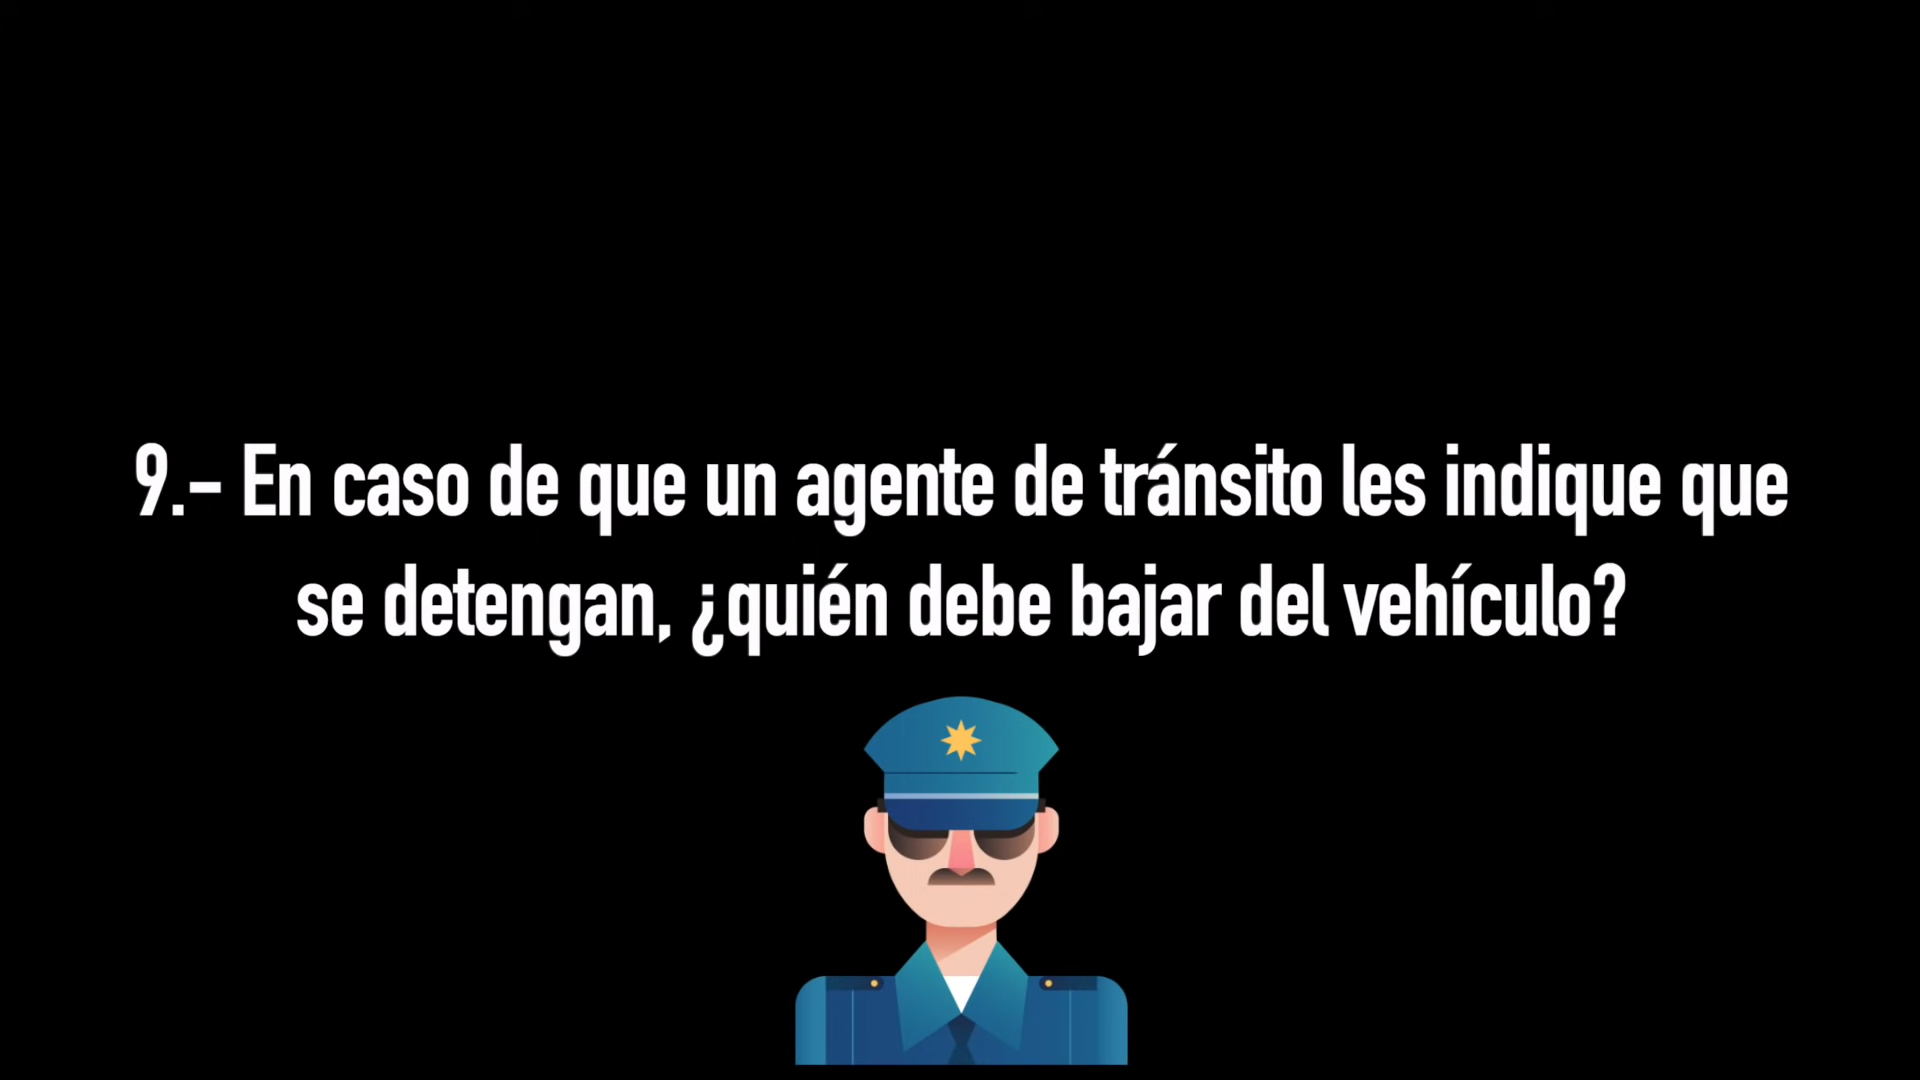 9.- En caso de que un agente de tránsito les indique que
se detengan, ¿quién debe bajar del vehículo?